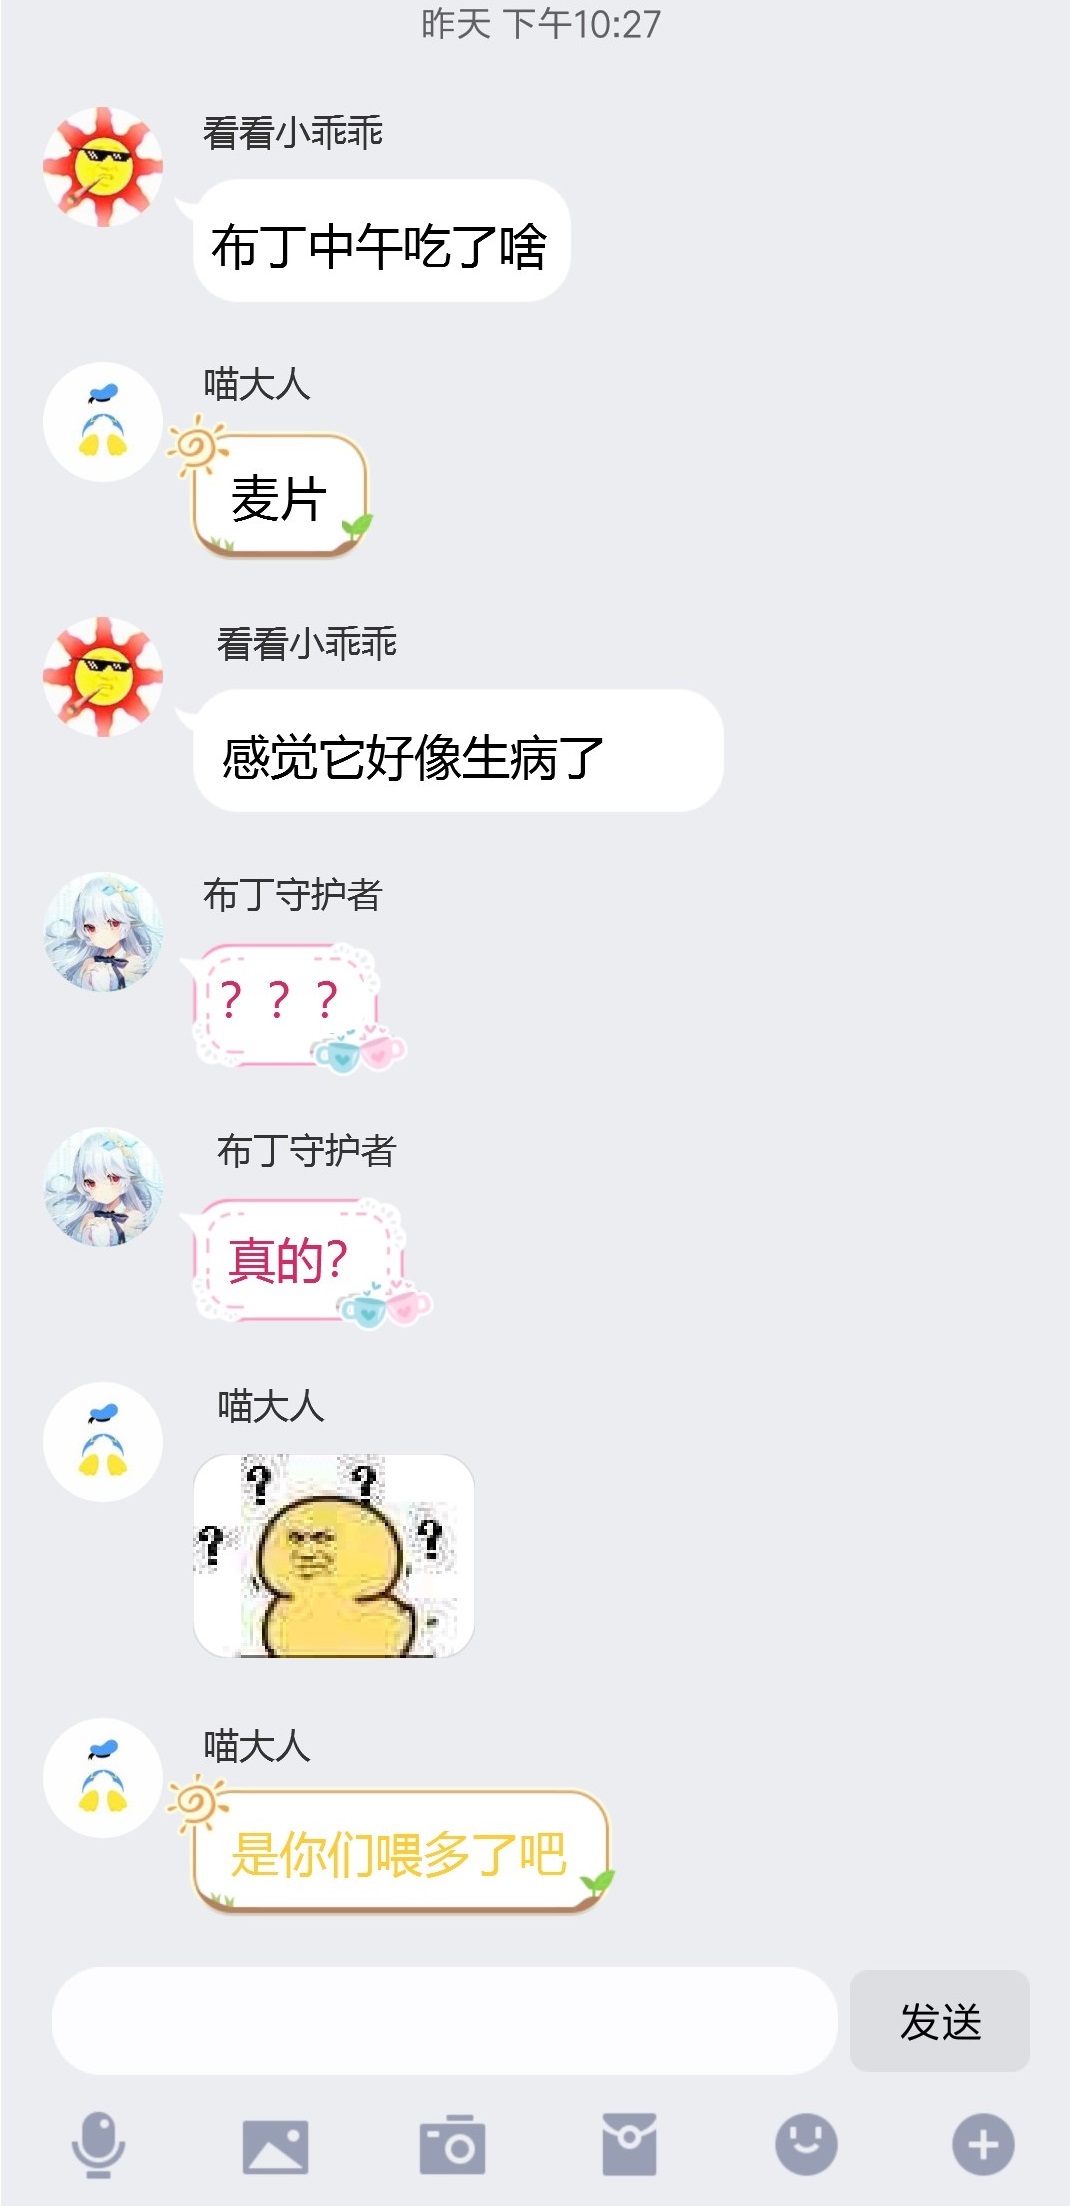 昨天 下午10:27
看看小乖乖
布丁中午吃了啥
喵大人
麦片
看看小乖乖
感觉它好像生病了
布丁守护者
？？？
布丁守护者
真的?
喵大人
? ?
? ?
喵大人
是你们喂多了吧
发送